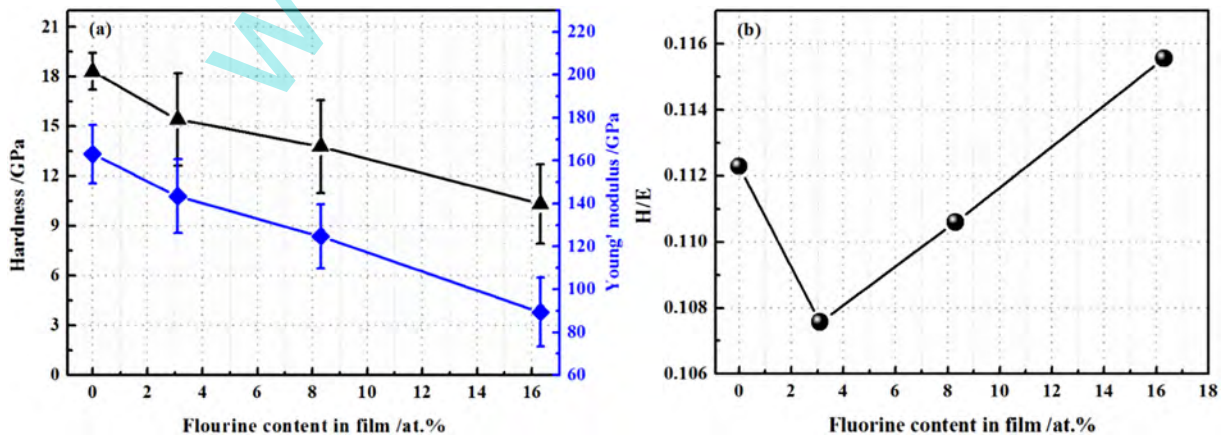 (a)
21
18
15
12
9
6
3
0
Hardness /GPa
220
200
180
160
140
120
100
80
60
Young' modulus /GPa
0 2 4 6 8 10 12 14 16
Flourine content in film /at.%
(b)
0.116
0.114
0.112
0.110
0.108
0.106
H/E
0 2 4 6 8 10 12 14 16 18
Fluorine content in film /at.%